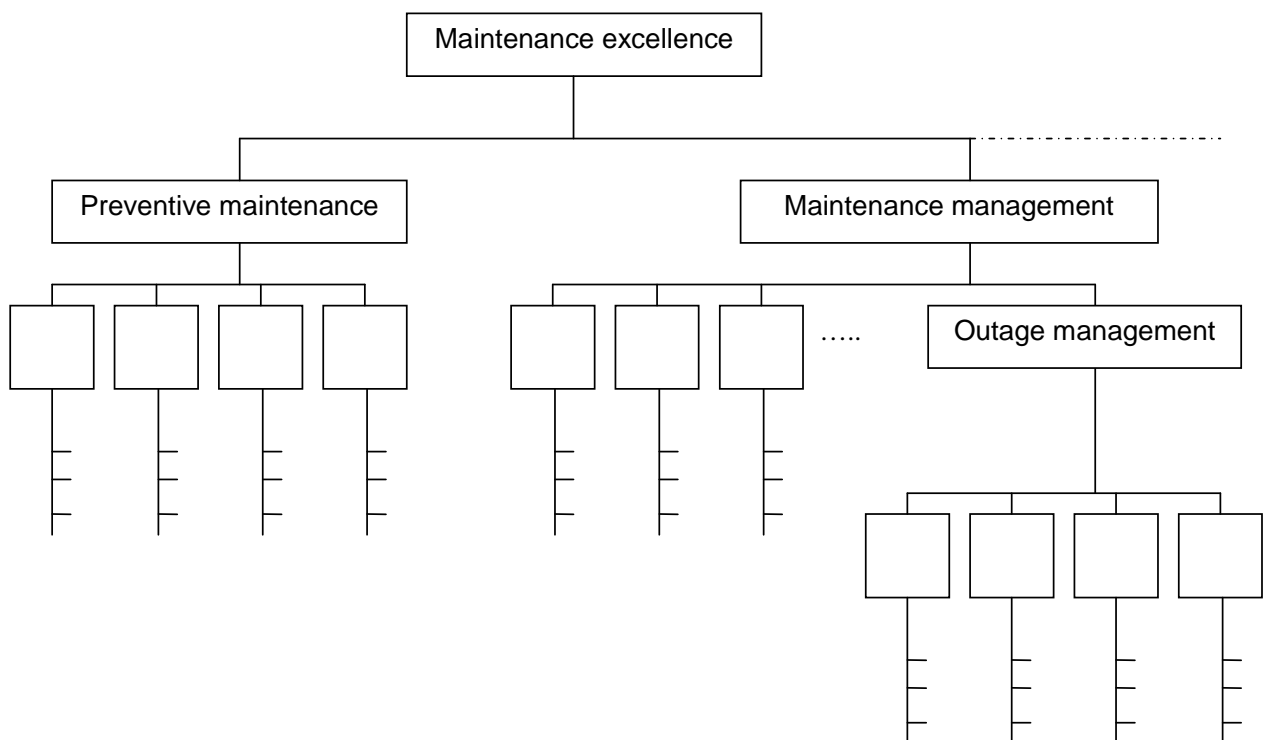 Maintenance excellence
Preventive maintenance
Maintenance management
…..
Outage management